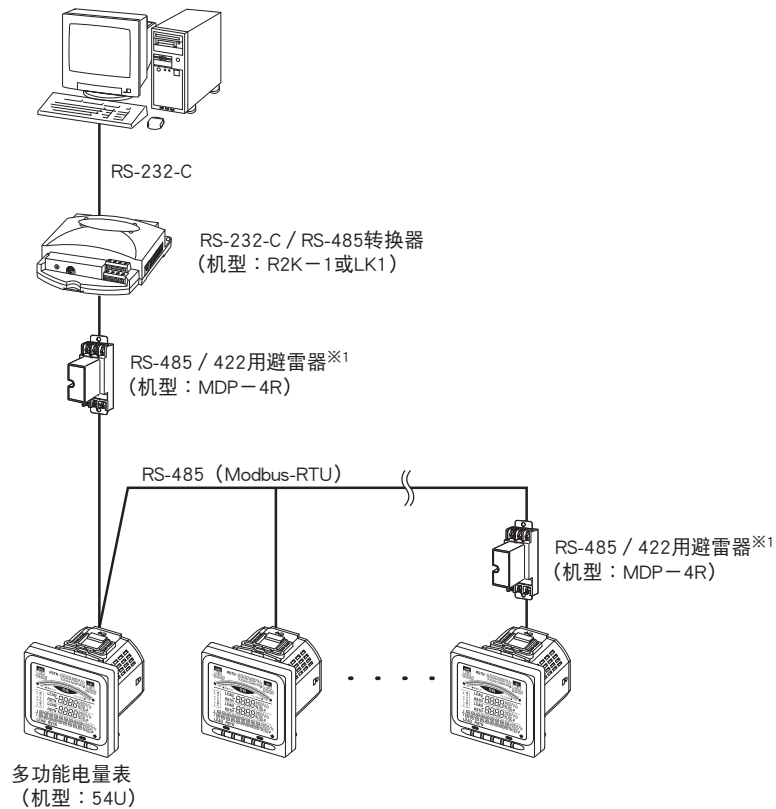 RS-232-C
RS-232-C / RS-485转换器
（机型：R2K－1或LK1）
RS-485 / 422用避雷器※1
（机型：MDP－4R）
RS-485（Modbus-RTU）
RS-485 / 422用避雷器※1
（机型：MDP－4R）
多功能电量表
（机型：54U）